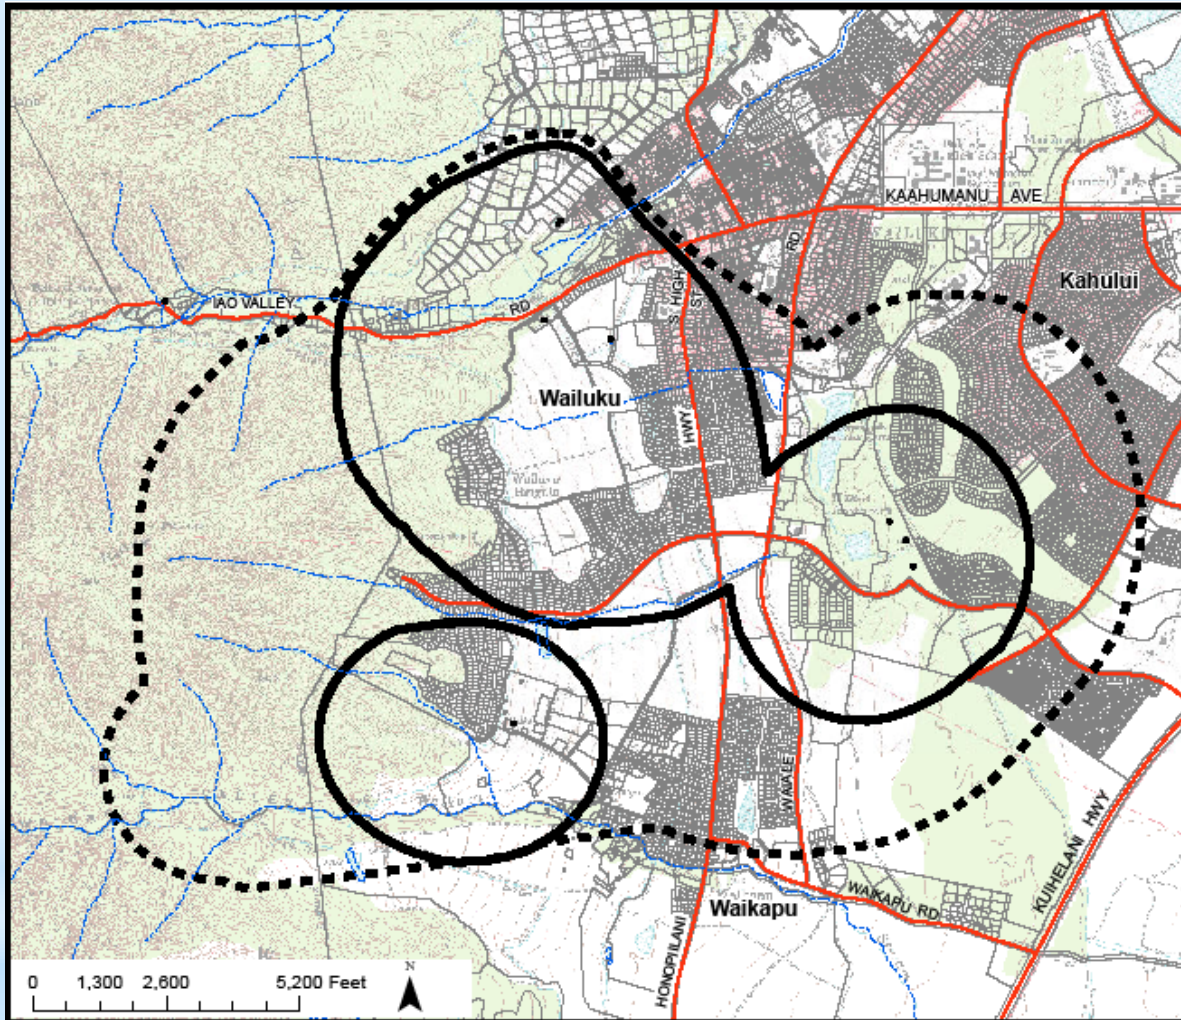 KAAHUMANU AVE
Kahului
IAO VALLEY
RD
S HIGH
ST
RD
Wailuku
HWY
WAIALE
Waikapu
WAIKAPU RD
KUIHELANI HWY
HONOPIILANI
0 1,300 2,600 5,200 Feet
N